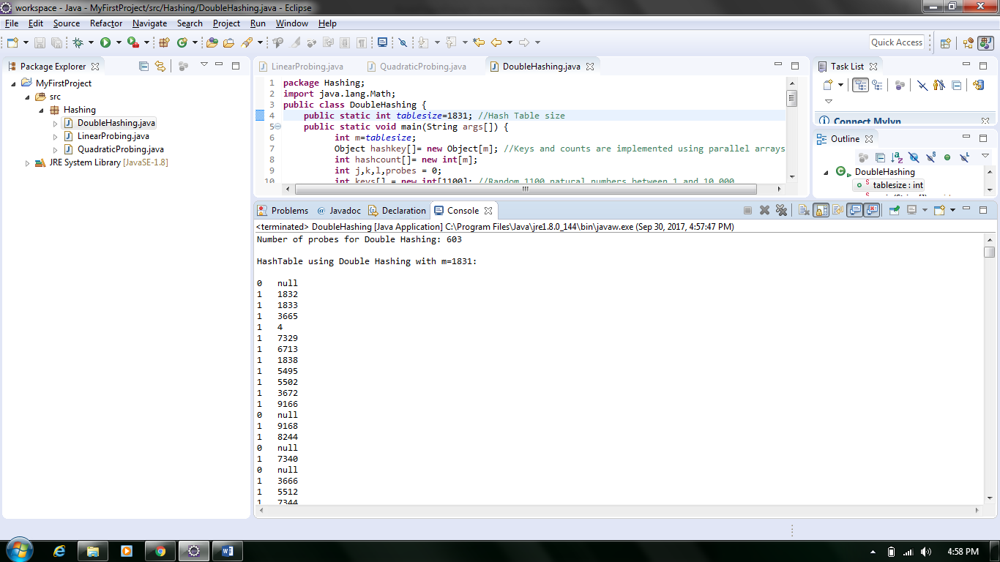 workspace - Java - MyFirstProject/src/Hashing/DoubleHashing.java - Eclipse
File Edit Source Refactor Navigate Search Project Run Window Help
Quick Access
Package Explorer
MyFirstProject
src
Hashing
DoubleHashing.java
LinearProbing.java
QuadraticProbing.java
JRE System Library [JavaSE-1.8]
LinearProbing.java QuadraticProbing.java DoubleHashing.java
1 package Hashing;
2 import java.lang.Math;
3 public class DoubleHashing {
4 public static int tablesize=1831; //Hash Table size
5 public static void main(String args[]) {
6 int m=tablesize;
7 Object hashkey[]= new Object[m]; //Keys and counts are implemented using parallel arrays
8 int hashcount[]= new int[m];
9 int j,k,l,probes = 0;
10 int keys[] = new int[1100]; //Random 1100 natural numbers between 1 and 10,000
Task List
Connect Mylyn
Outline
DoubleHashing
tablesize : int
Problems Javadoc Declaration Console
<terminated> DoubleHashing [Java Application] C:\Program Files\Java\jre1.8.0_144\bin\javaw.exe (Sep 30, 2017, 4:57:47 PM)
Number of probes for Double Hashing: 603
HashTable using Double Hashing with m=1831:
0 null
1 1832
1 1833
1 3665
1 4
1 7329
1 6713
1 1838
1 5495
1 5502
1 3672
1 9166
0 null
1 9168
1 8244
0 null
1 7340
0 null
1 3666
1 5512
1 7344
4:58 PM